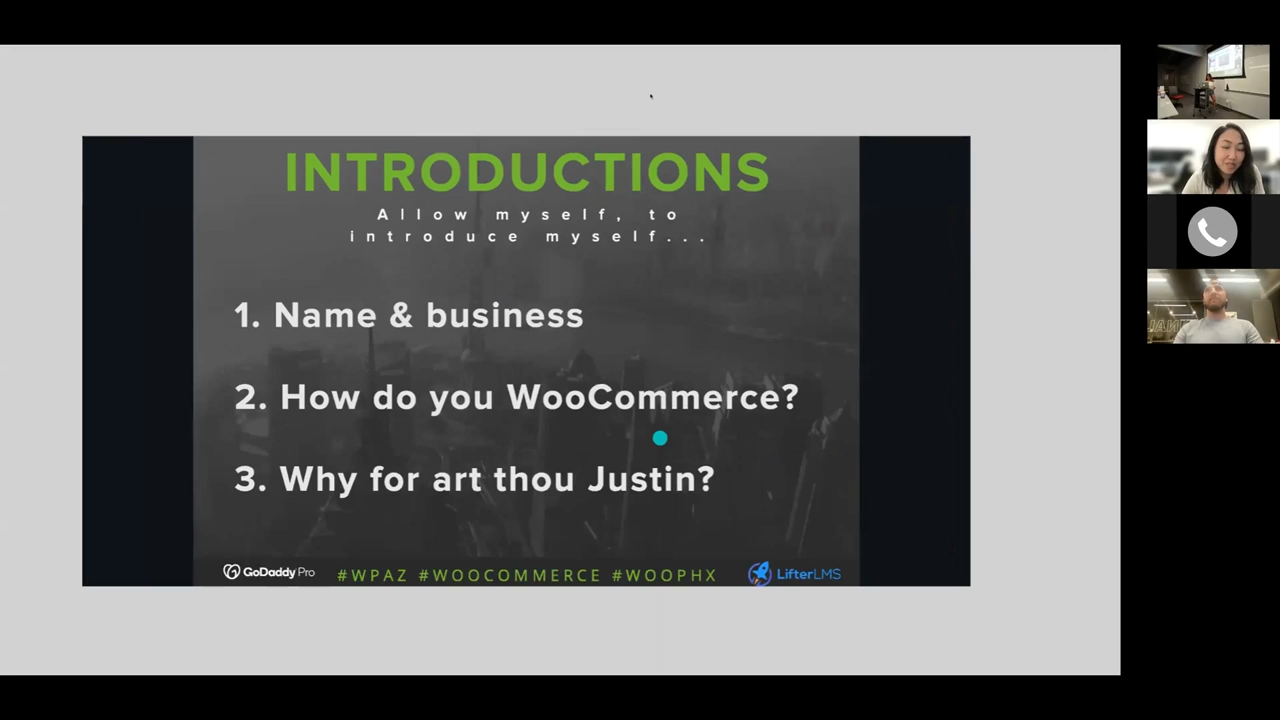 INTRODUCTIONS
Allow myself, to
introduce myself...
1. Name & business
2. How do you WooCommerce?
3. Why for art thou Justin?
GoDaddy Pro
#WPAZ #WOOCOMMERCE #WOOPHX
LifterLMS